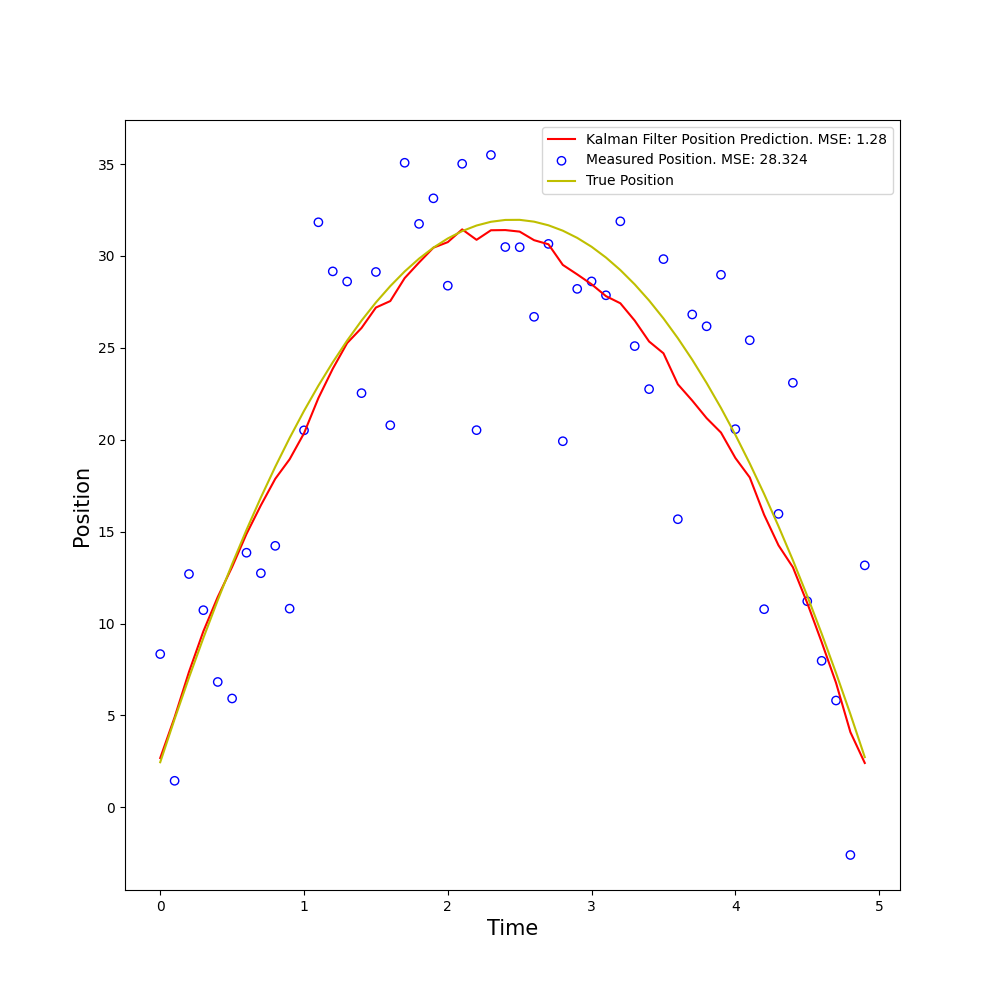 Kalman Filter Position Prediction. MSE: 1.28
Measured Position. MSE: 28.324
True Position
35
30
25
20
15
10
5
0
Position
0 1 2 3 4 5
Time